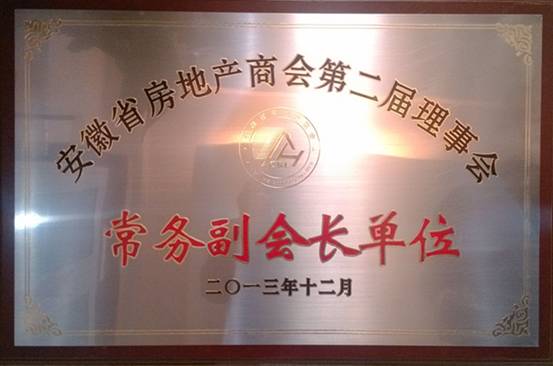 安徽省房地产商会第二届理事会
常务副会长单位
二〇一三年十二月